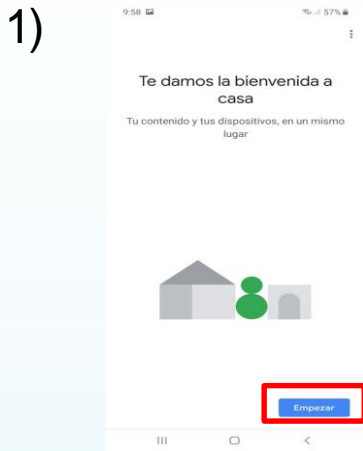 1)
9:58
57%
Te damos la bienvenida a
casa
Tu contenido y tus dispositivos, en un mismo
lugar
Empezar